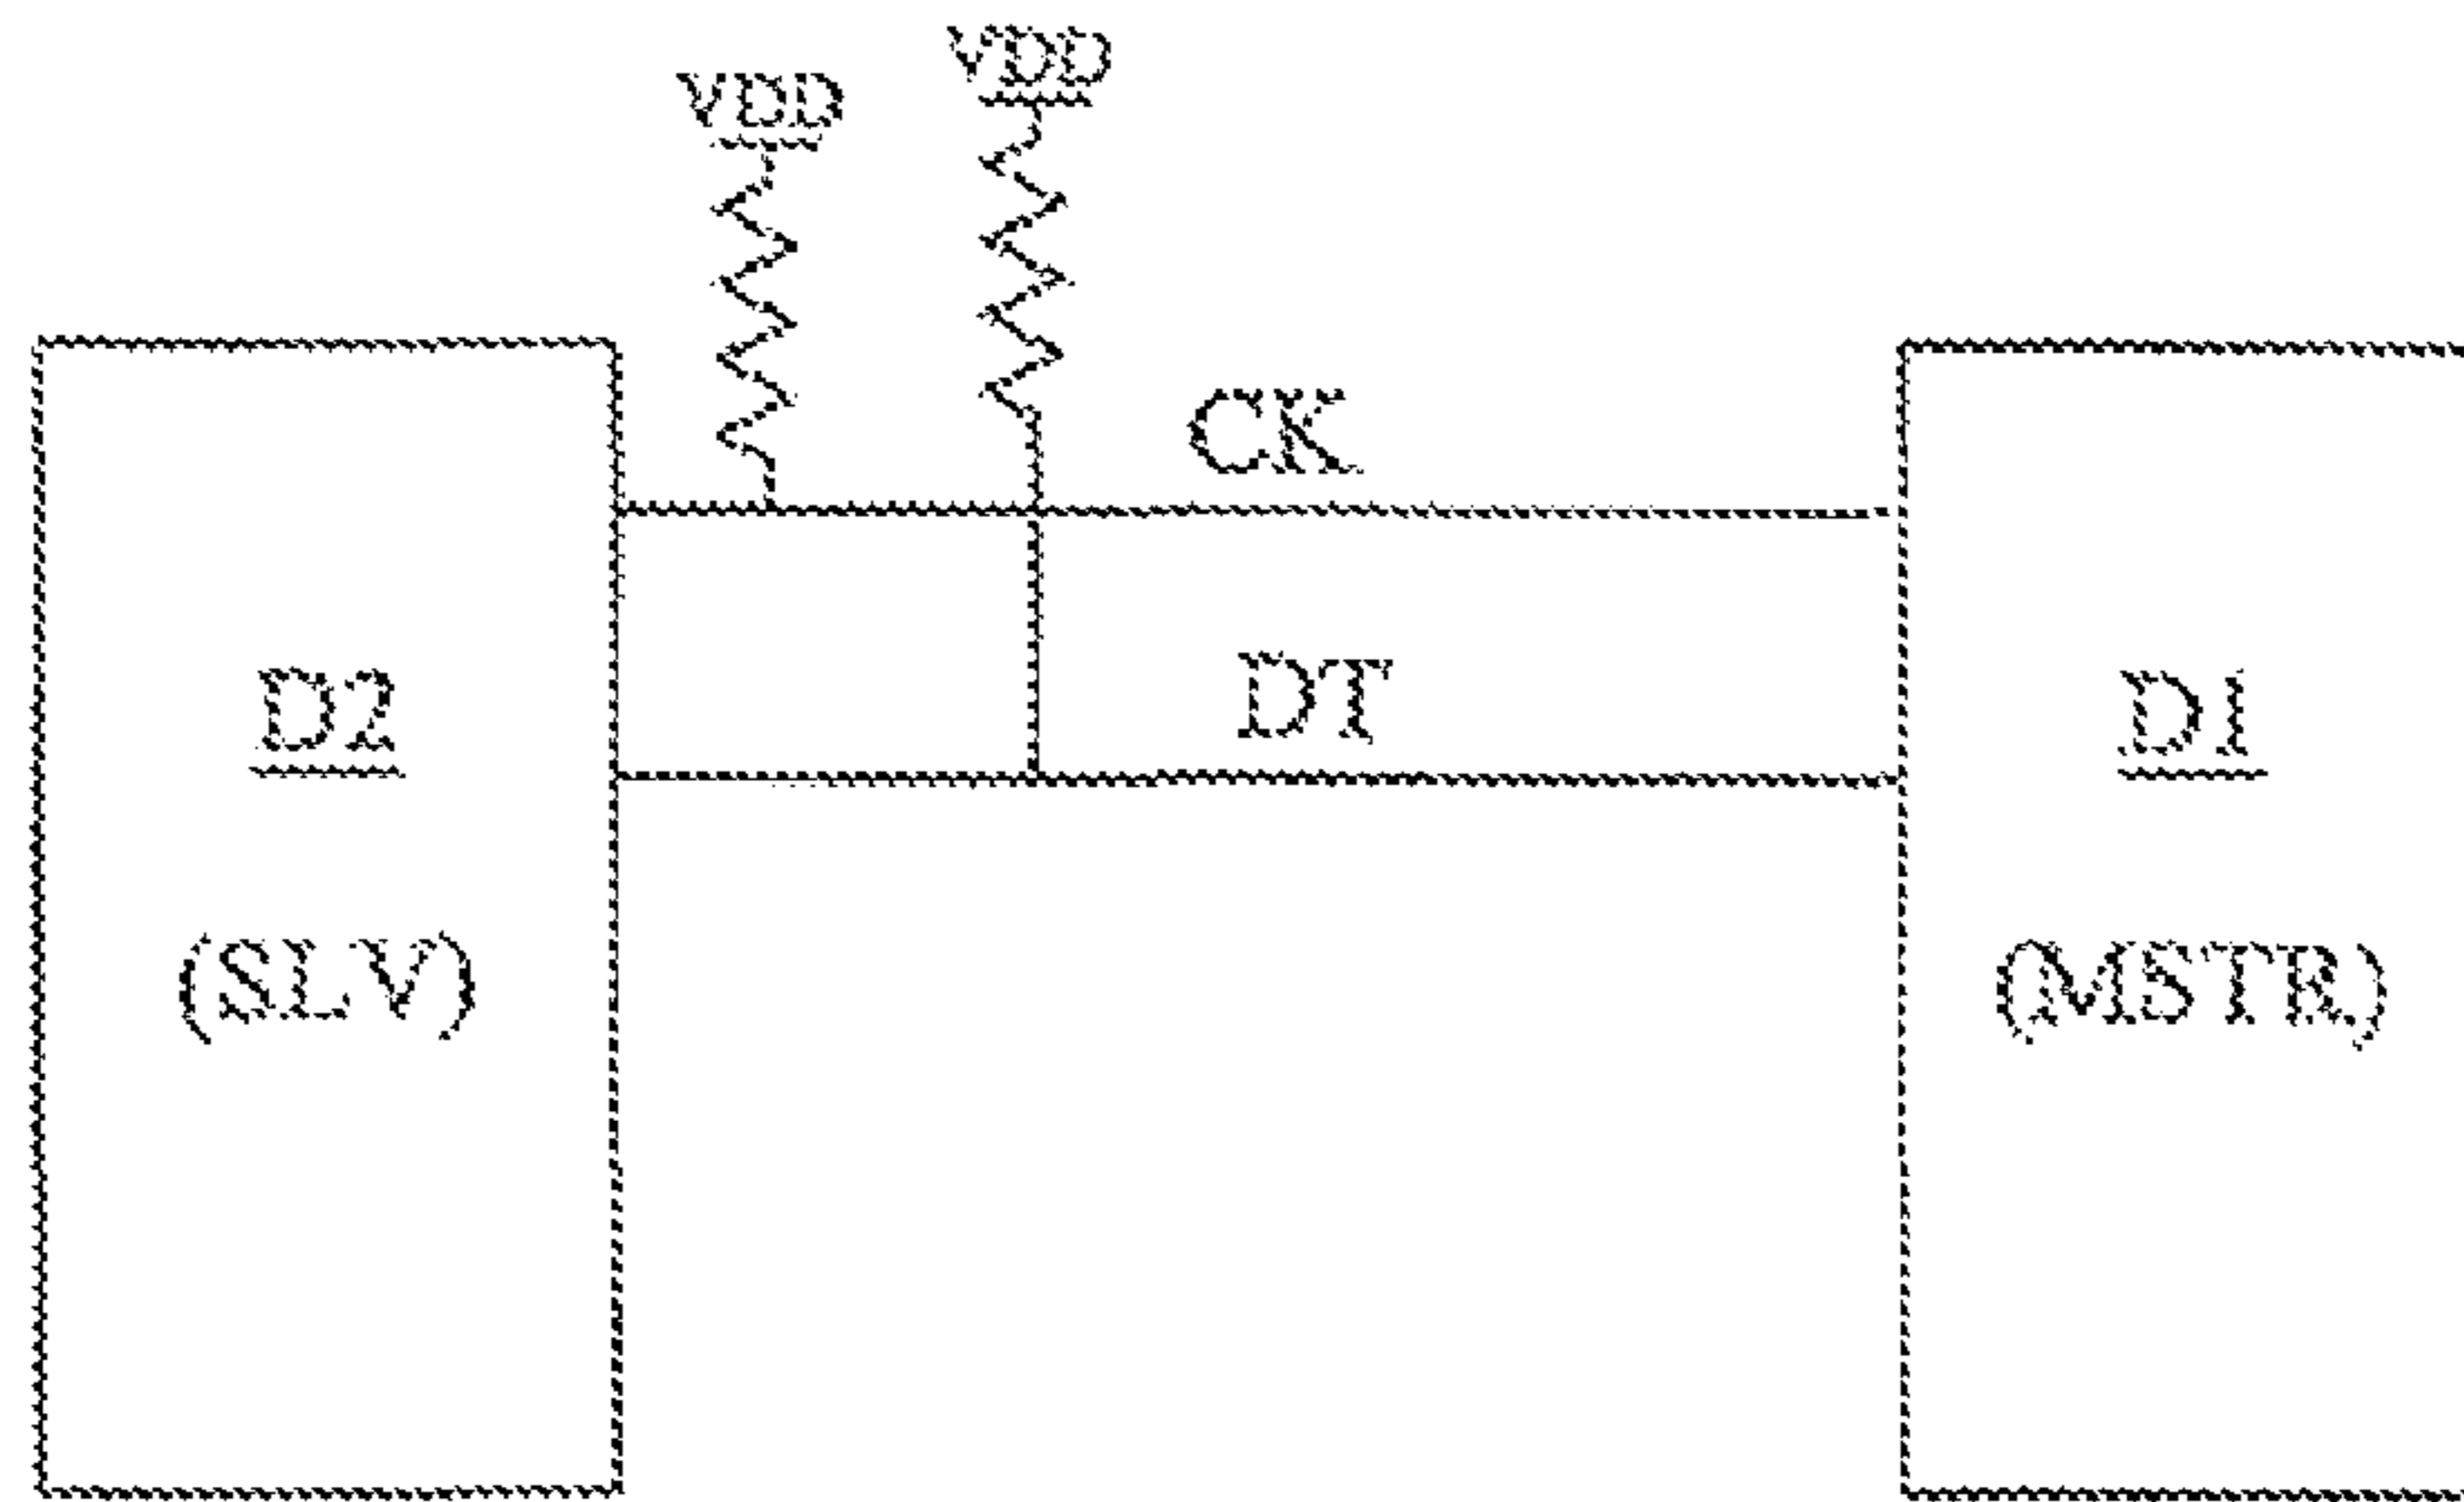 VDD
VDD
CK
D2
DT
D1
(SLV)
(MSTR)